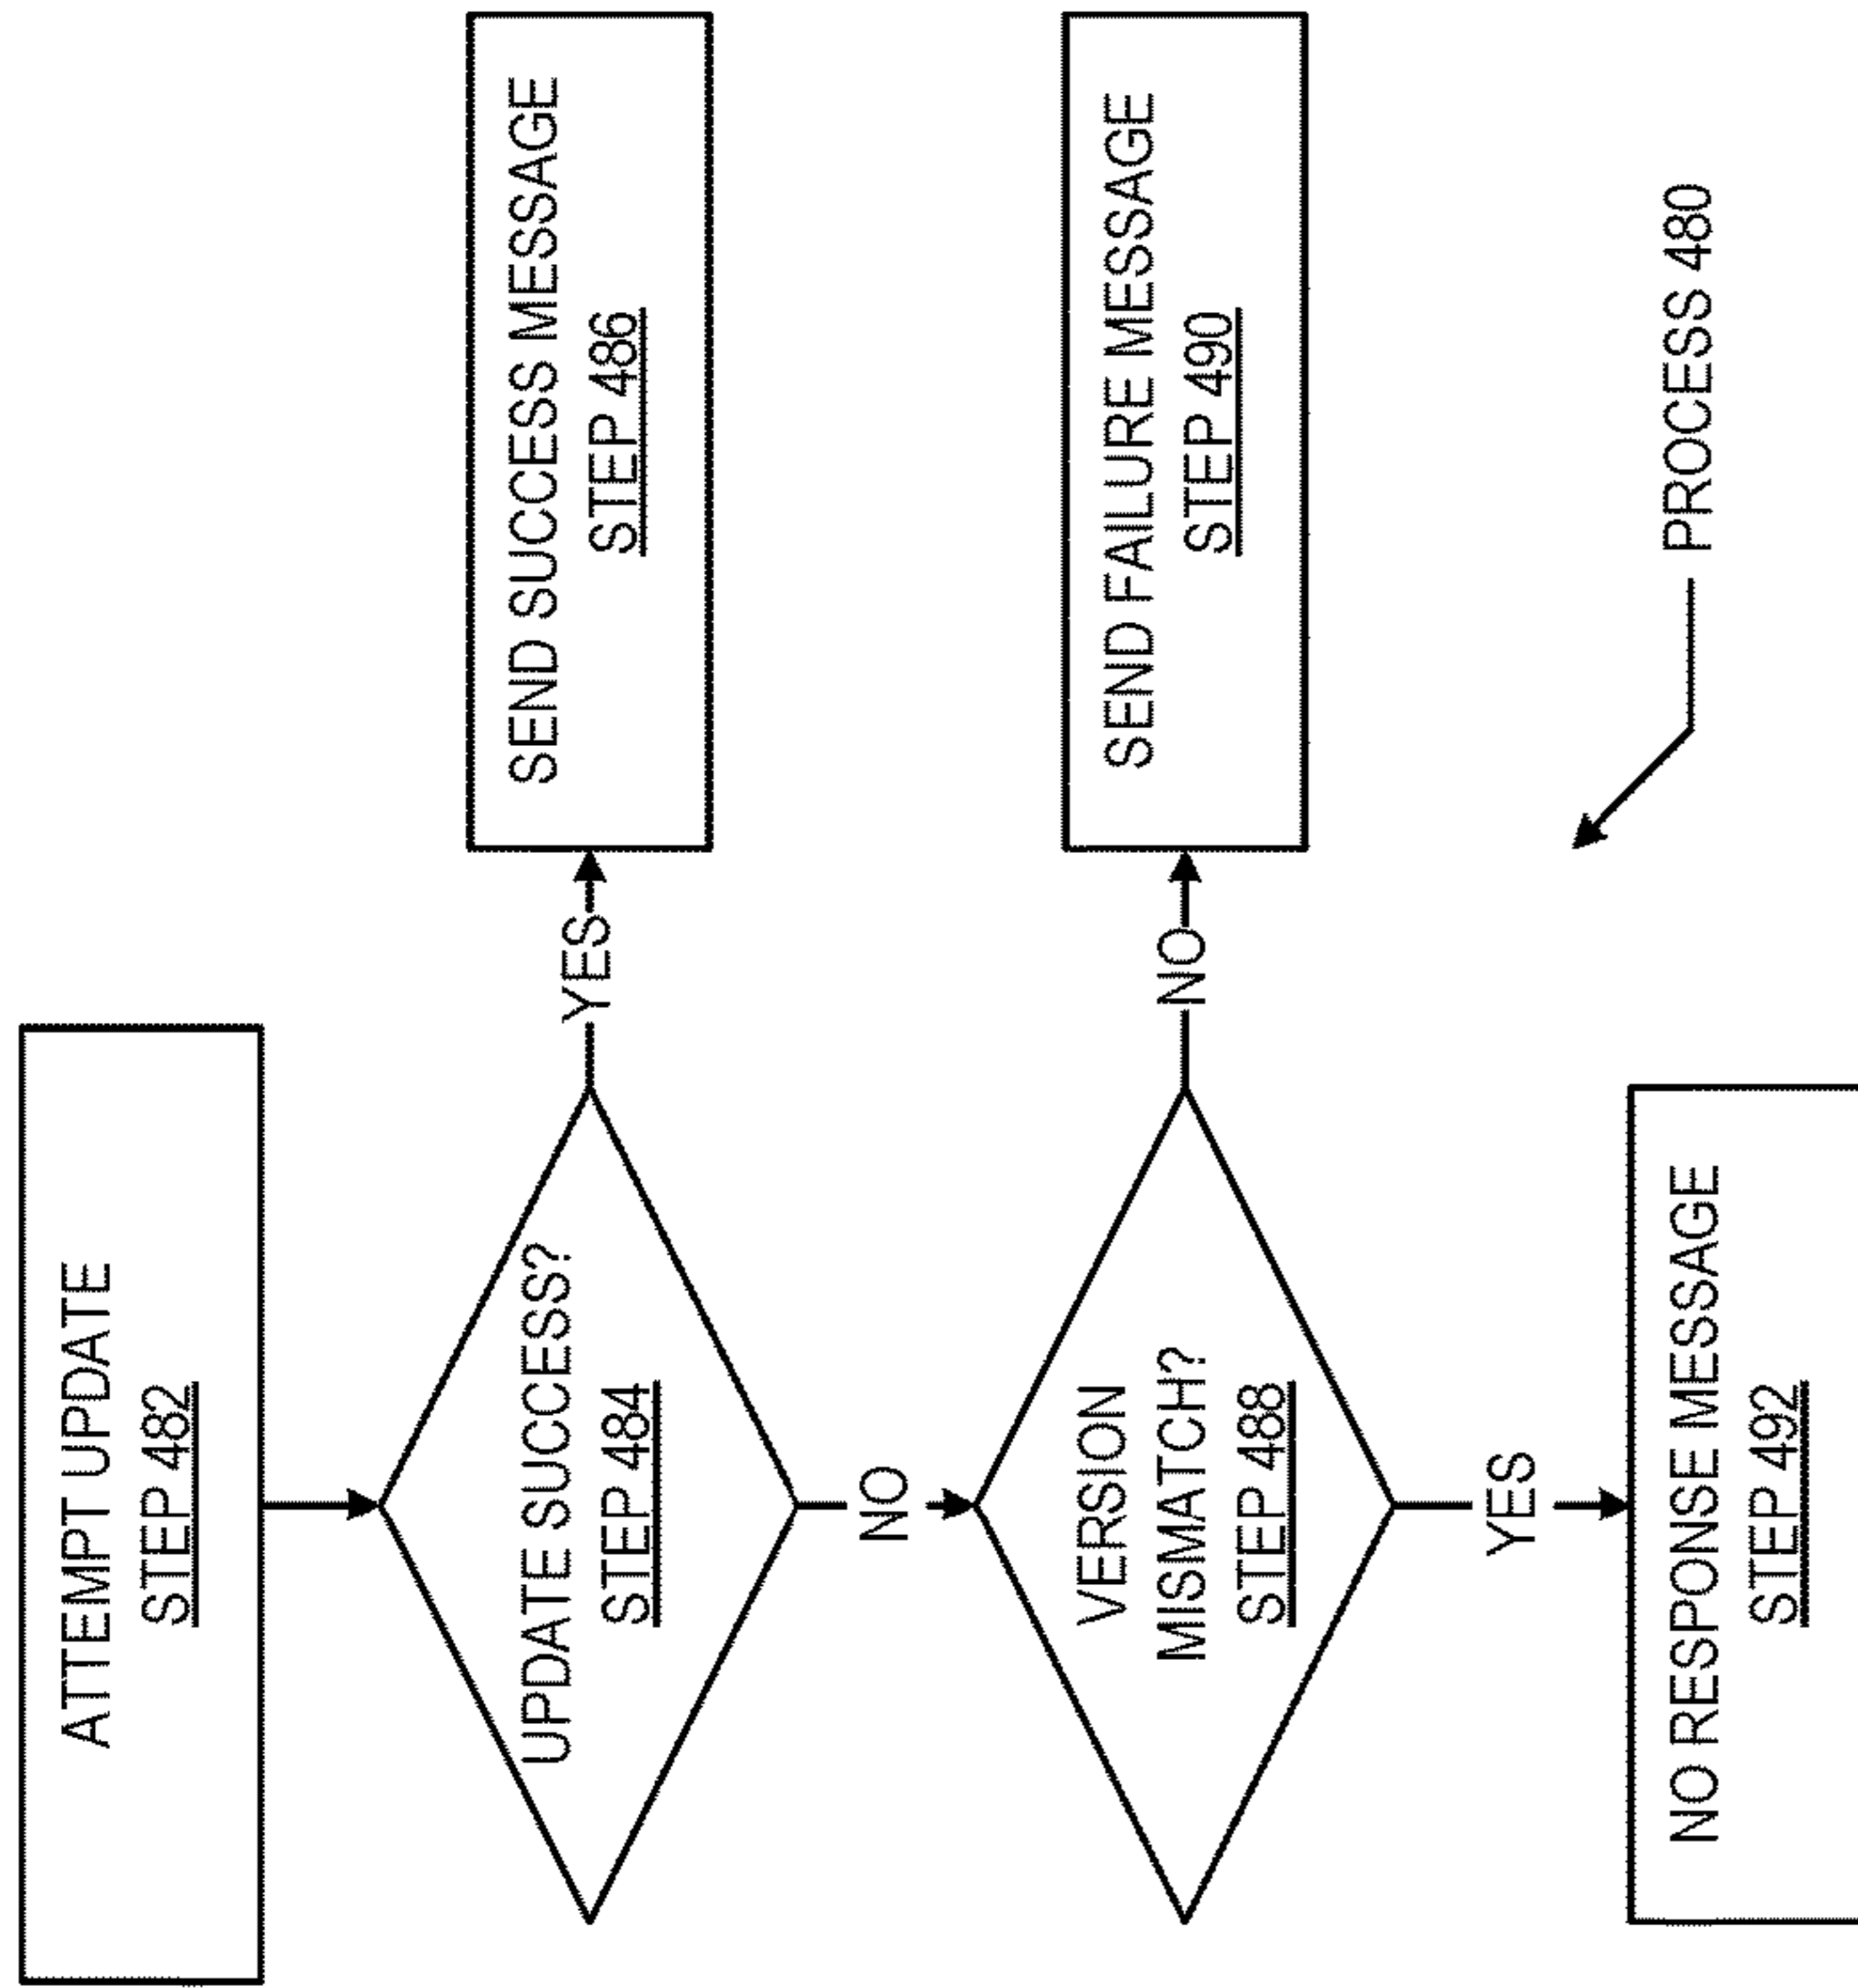 ATTEMPT UPDATE
STEP 482
UPDATE SUCCESS?
STEP 484
YES
SEND SUCCESS MESSAGE
STEP 486
NO
VERSION
MISMATCH?
STEP 488
NO
SEND FAILURE MESSAGE
STEP 490
YES
NO RESPONSE MESSAGE
STEP 492
PROCESS 480